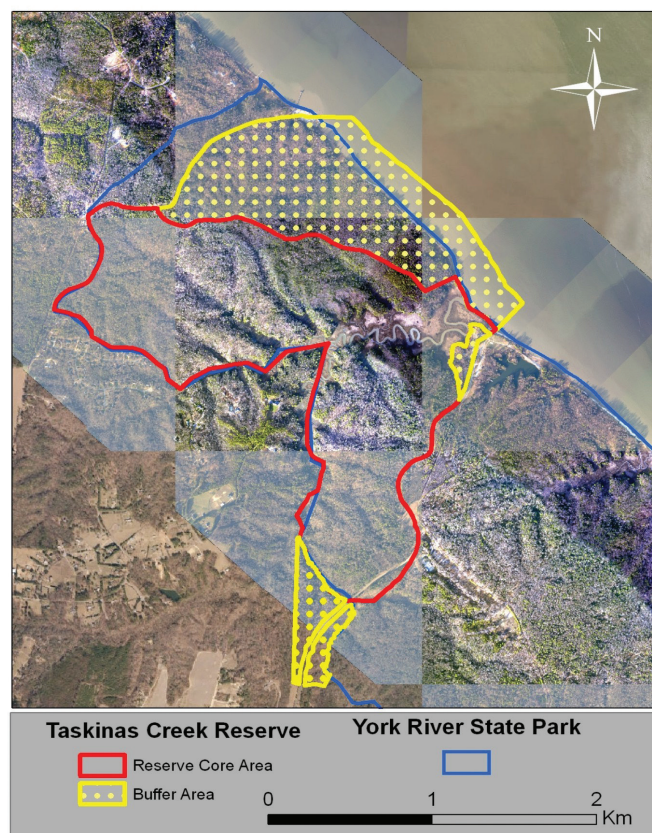 N
Taskinas Creek Reserve
York River State Park
Reserve Core Area
Buffer Area
0 1 2
Km